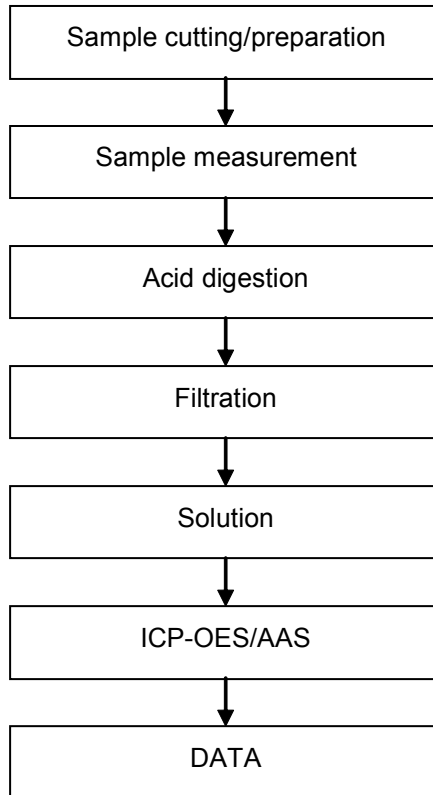 Sample cutting/preparation
Sample measurement
Acid digestion
Filtration
Solution
ICP-OES/AAS
DATA